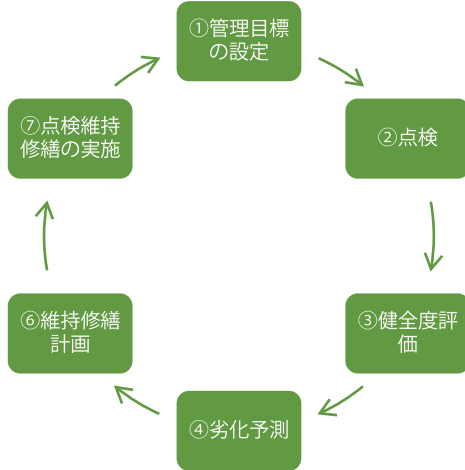 ①管理目標
の設定
②点検
③健全度評
価
④劣化予測
⑥維持修繕
計画
⑦点検維持
修繕の実施